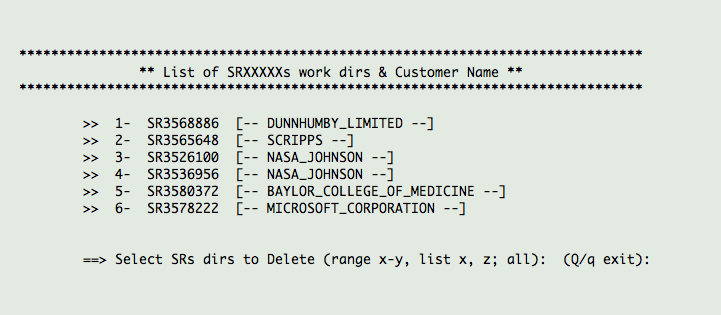 ******************************************************************************
** List of SRXXXXXs work dirs & Customer Name **
******************************************************************************
>> 1- SR3568886 [-- DUNNHUMBY_LIMITED --]
>> 2- SR3565648 [-- SCRIPPS --]
>> 3- SR3526100 [-- NASA_JOHNSON --]
>> 4- SR3536956 [-- NASA_JOHNSON --]
>> 5- SR3580372 [-- BAYLOR_COLLEGE_OF_MEDICINE --]
>> 6- SR3578222 [-- MICROSOFT_CORPORATION --]
==> Select SRs dirs to Delete (range x-y, list x, z; all): (Q/q exit):